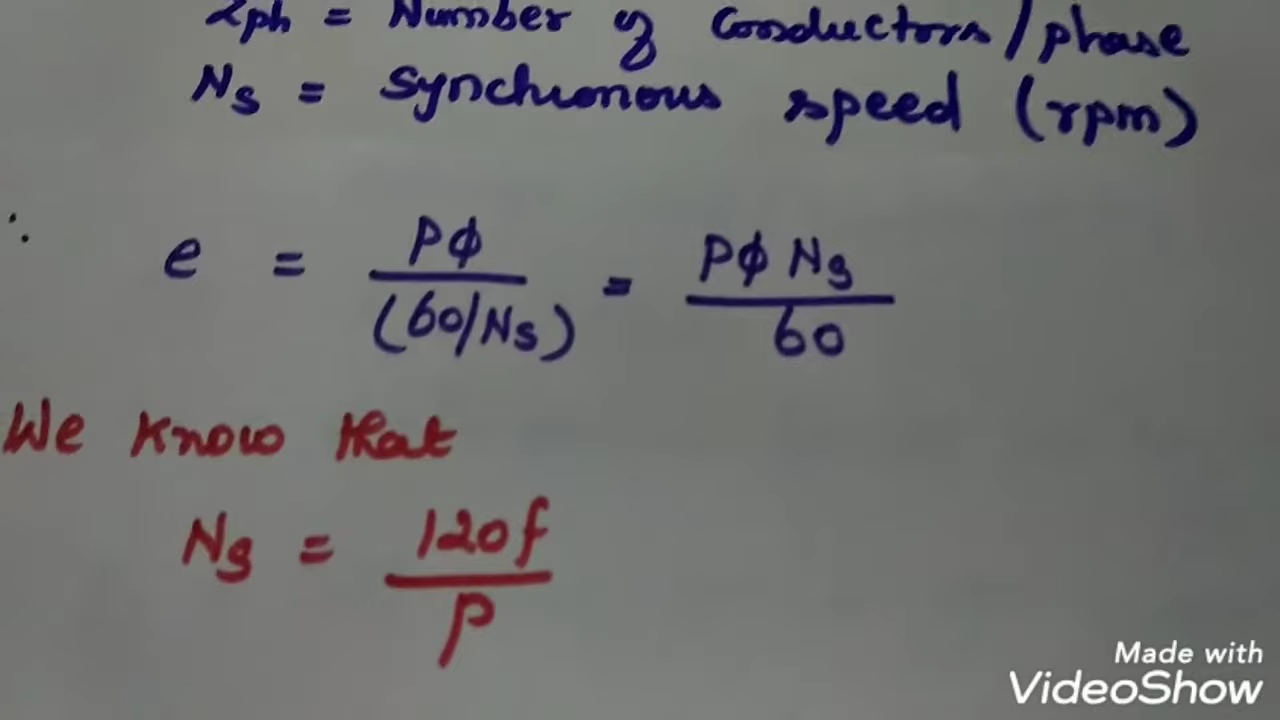 Zph = Number of Conductors/phase
Ns = Synchronous speed (rpm)
∴ e = PΦ/(60/Ns) = PΦNs/60
We know that
Ns = 120f/P
Made with
VideoShow